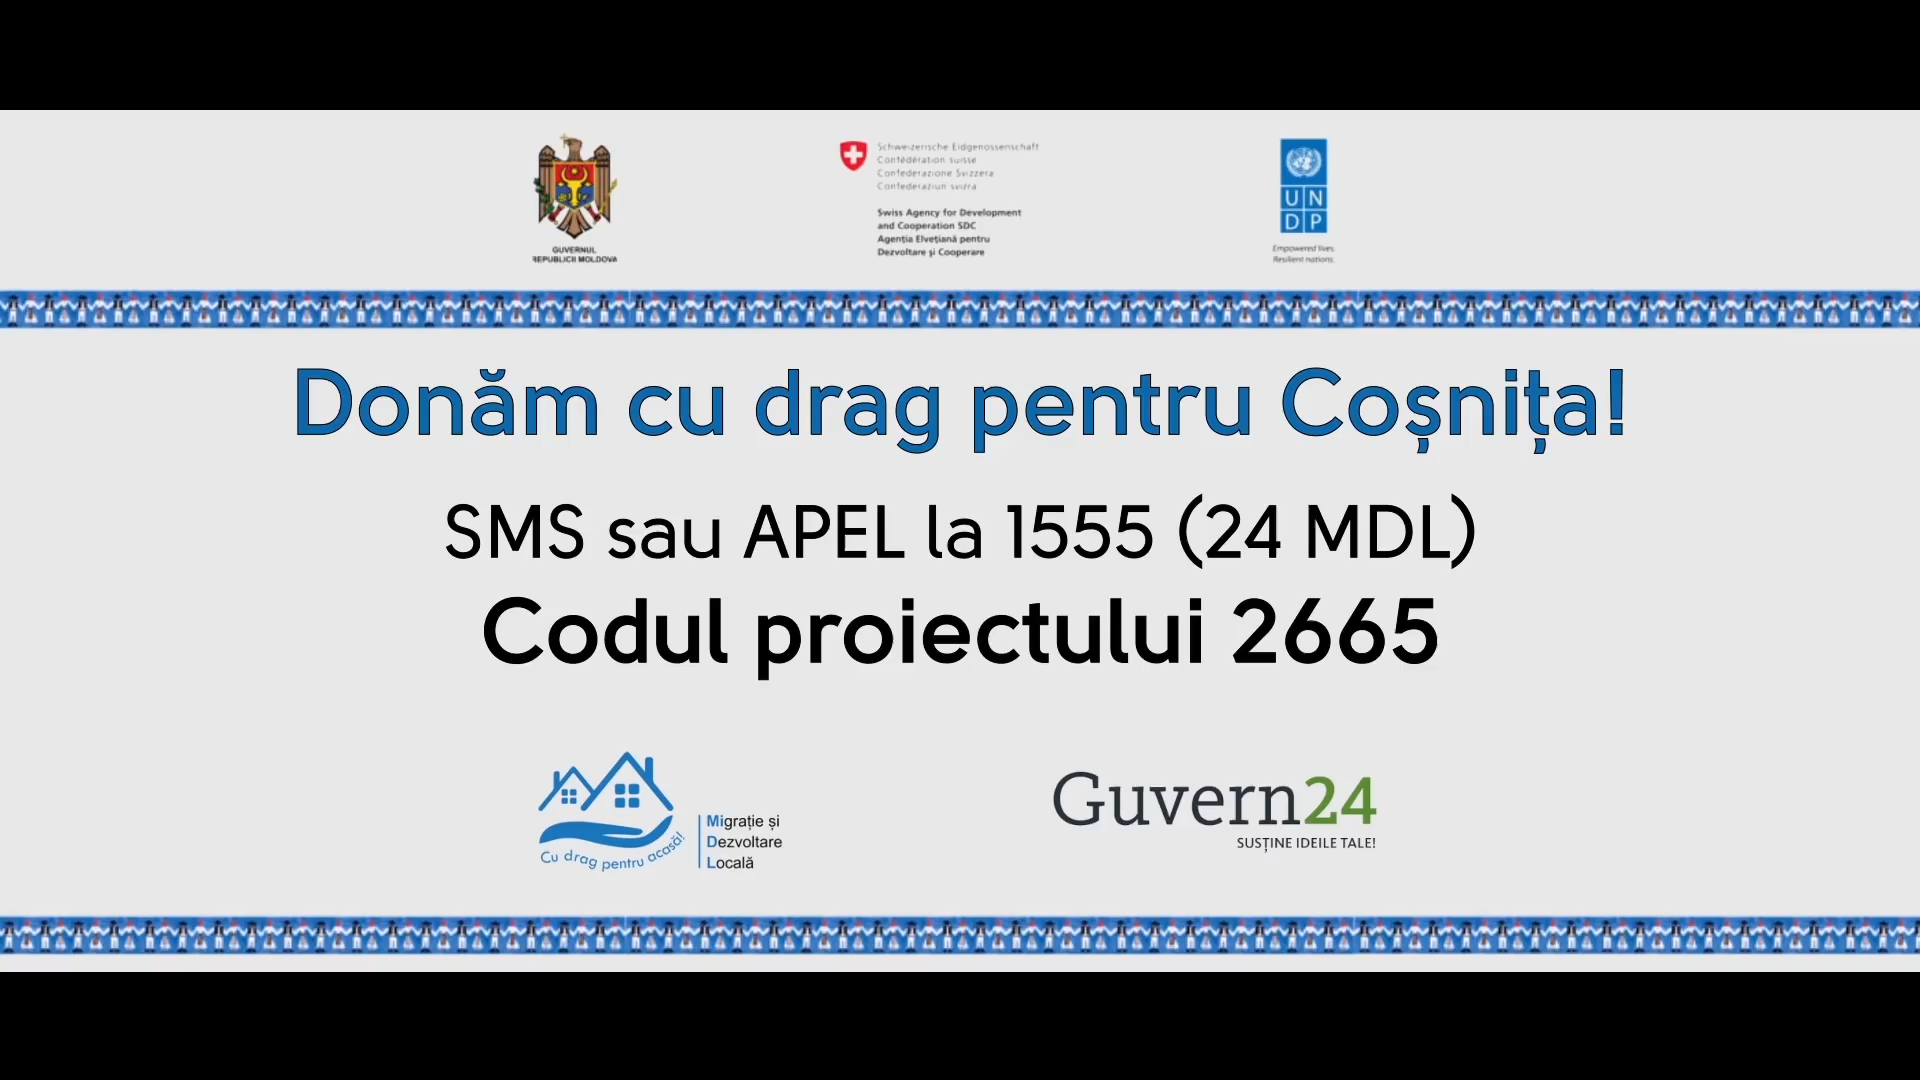 GUVERNUL
REPUBLICII MOLDOVA
Schweizerische Eidgenossenschaft
Confédération suisse
Confederazione Svizzera
Confederaziun svizra
Swiss Agency for Development
and Cooperation SDC
Agenția Elvețiană pentru
Dezvoltare și Cooperare
UN
DP
Empowered lives.
Resilient nations.
Donăm cu drag pentru Coșnița!
SMS sau APEL la 1555 (24 MDL)
Codul proiectului 2665
Cu drag pentru acasă!
Migrație și
Dezvoltare
Locală
Guvern24
SUSȚINE IDEILE TALE!